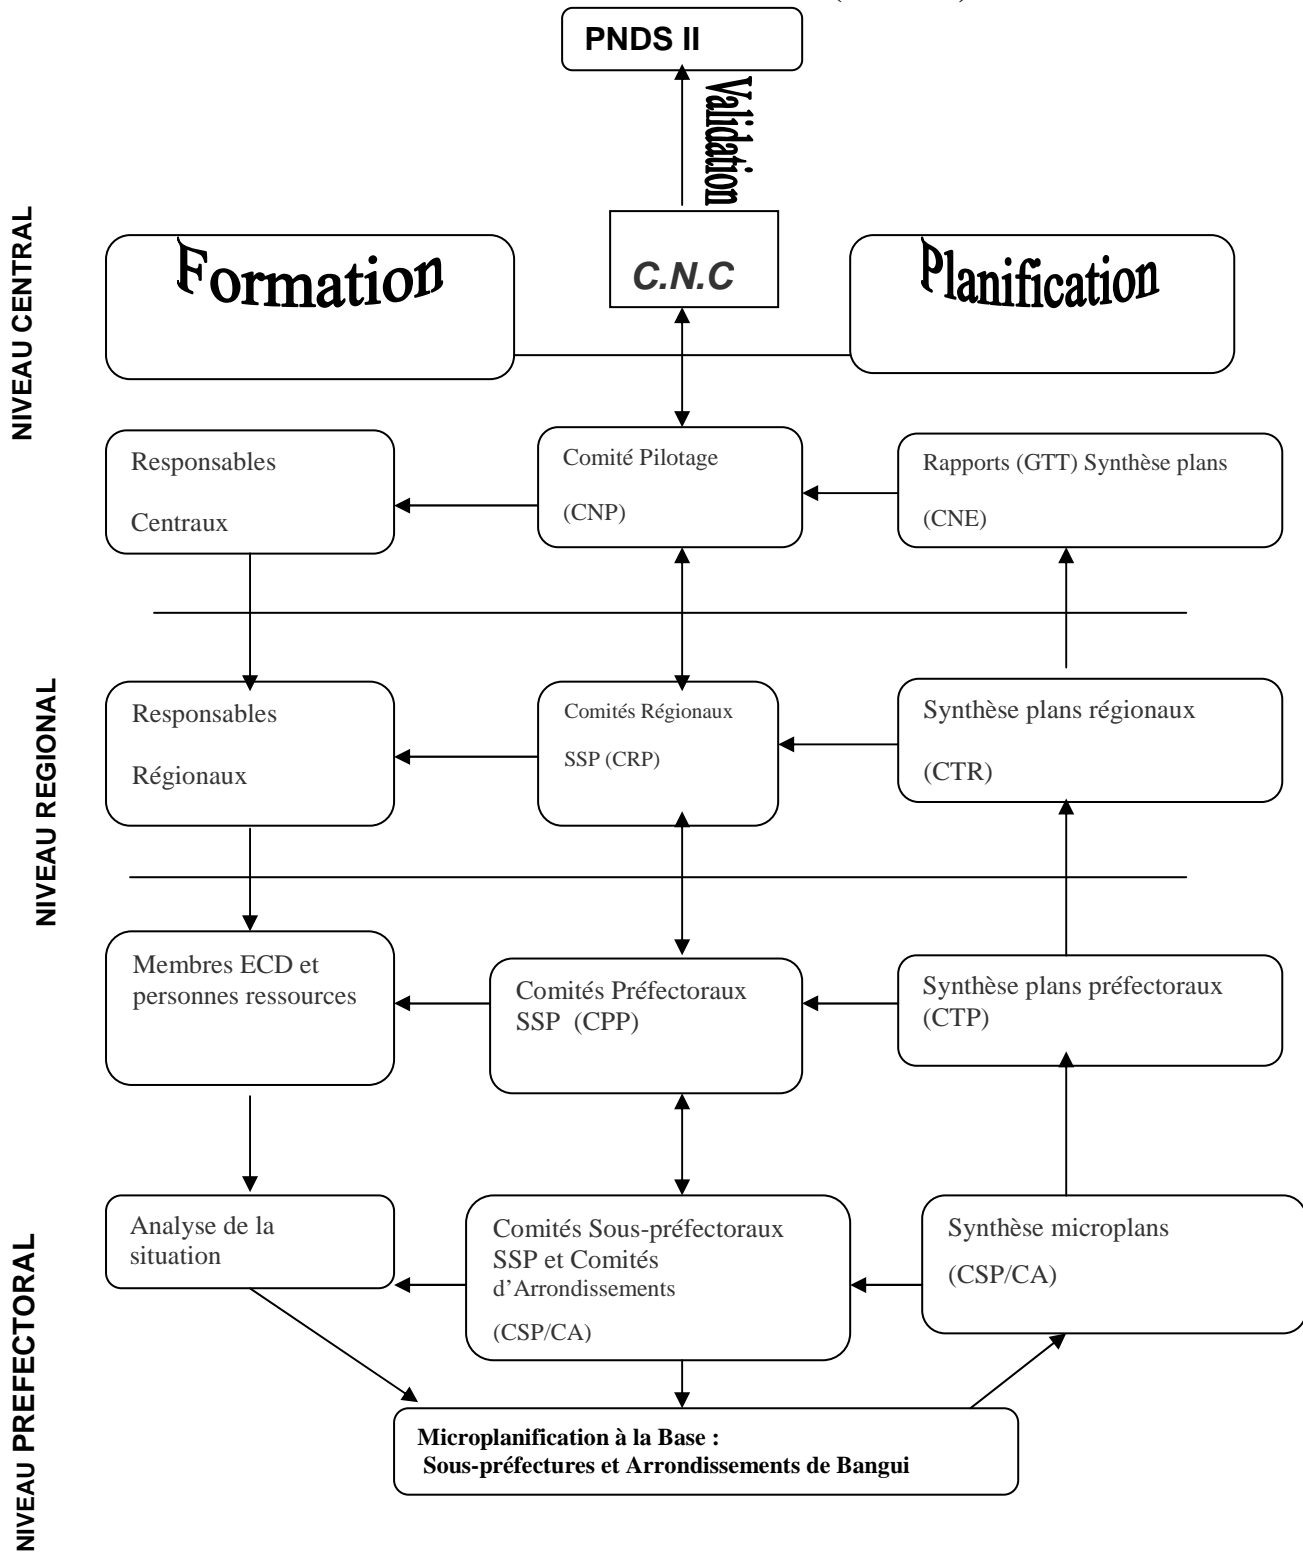 PNDS II
Validation
NIVEAU CENTRAL
Formation
C.N.C
Planification
Responsables
Centraux
Comité Pilotage
(CNP)
Rapports (GTT) Synthèse plans
(CNE)
NIVEAU REGIONAL
Responsables
Régionaux
Comités Régionaux
SSP (CRP)
Synthèse plans régionaux
(CTR)
Membres ECD et
personnes ressources
Comités Préfectoraux
SSP (CPP)
Synthèse plans préfectoraux
(CTP)
NIVEAU PREFECTORAL
Analyse de la
situation
Comités Sous-préfectoraux
SSP et Comités
d’Arrondissements
(CSP/CA)
Synthèse microplans
(CSP/CA)
Microplanification à la Base :
Sous-préfectures et Arrondissements de Bangui